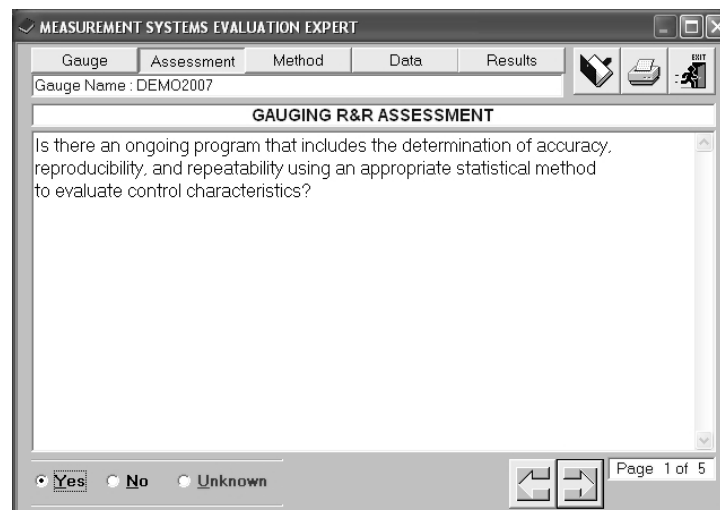 MEASUREMENT SYSTEMS EVALUATION EXPERT
Gauge Assessment Method Data Results
EXIT
Gauge Name : DEMO2007
GAUGING R&R ASSESSMENT
Is there an ongoing program that includes the determination of accuracy,
reproducibility, and repeatability using an appropriate statistical method
to evaluate control characteristics?
Yes No Unknown
Page 1 of 5